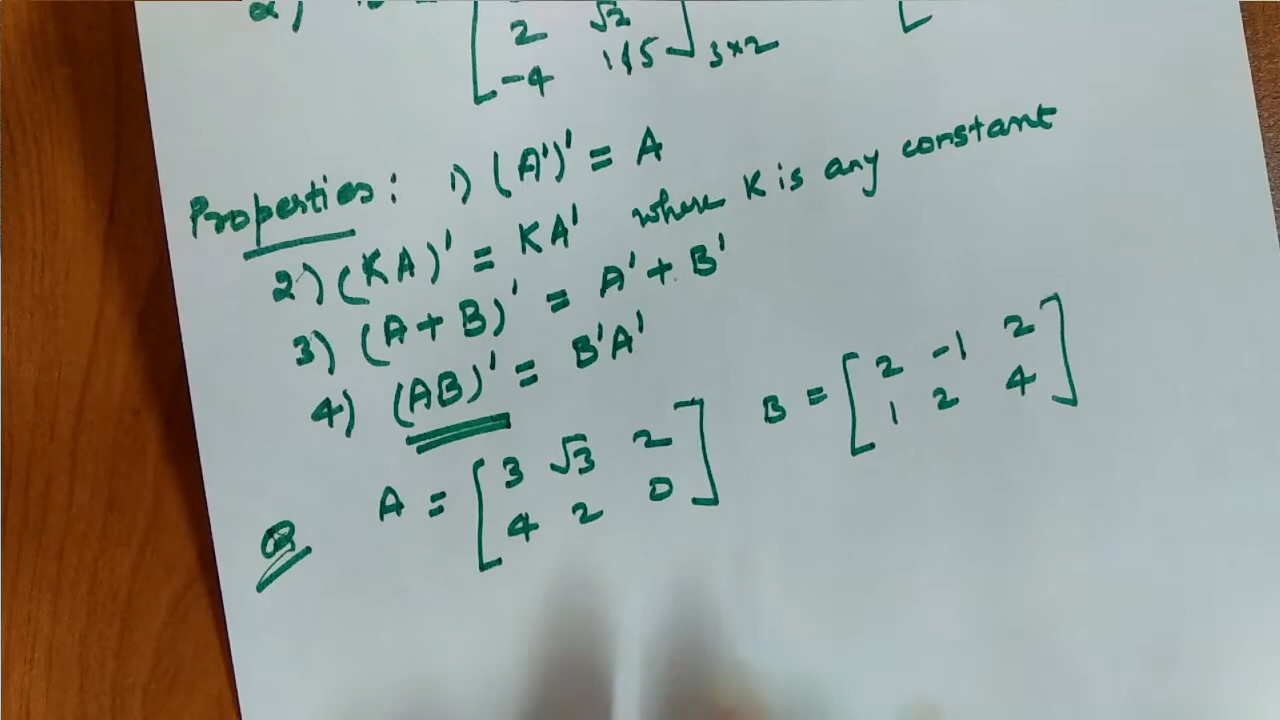 2 √2
-4 1/5 3×2
Properties: 1) (A')' = A
2) (KA)' = KA' where K is any constant
3) (A + B)' = A' + B'
4) (AB)' = B'A'
Q A = [3 √3 2 B = [2 -1 2
4 2 0] 1 2 4]